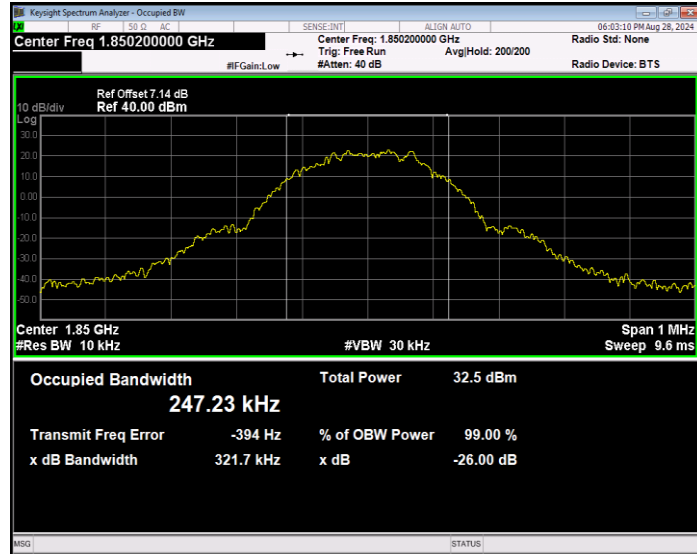 Keysight Spectrum Analyzer - Occupied BW
RF 50 Ω AC SENSE:INT ALIGN AUTO 06:03:10 PM Aug 28, 2024
Center Freq 1.850200000 GHz Center Freq: 1.850200000 GHz Radio Std: None
Trig: Free Run Avg|Hold: 200/200
#IFGain:Low #Atten: 40 dB Radio Device: BTS
Ref Offset 7.14 dB
10 dB/div Ref 40.00 dBm
Log
30.0
20.0
10.0
0.00
-10.0
-20.0
-30.0
-40.0
-50.0
Center 1.85 GHz Span 1 MHz
#Res BW 10 kHz #VBW 30 kHz Sweep 9.6 ms
Occupied Bandwidth Total Power 32.5 dBm
247.23 kHz
Transmit Freq Error -394 Hz % of OBW Power 99.00 %
x dB Bandwidth 321.7 kHz x dB -26.00 dB
MSG STATUS